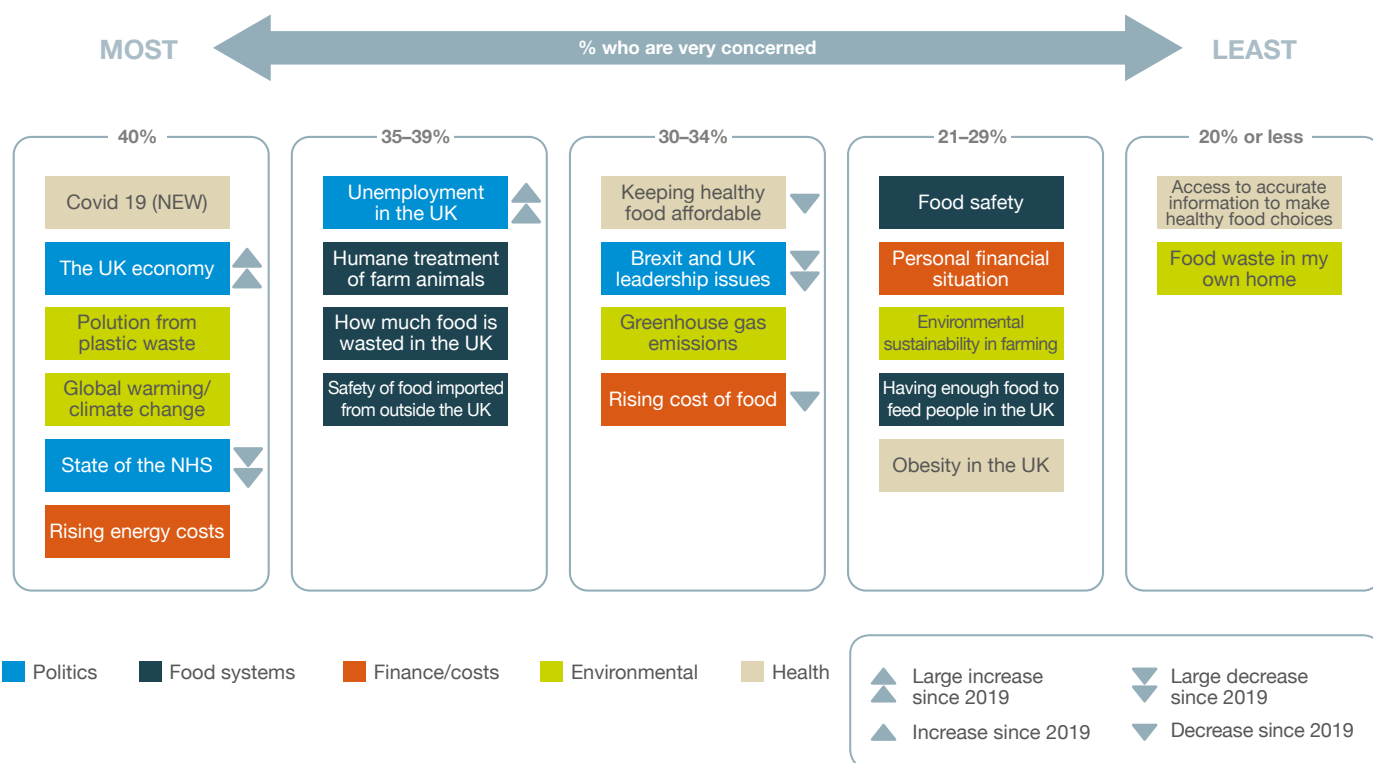 MOST
% who are very concerned
LEAST
40%
Covid 19 (NEW)
The UK economy
Polution from
plastic waste
Global warming/
climate change
State of the NHS
Rising energy costs
35–39%
Unemployment
in the UK
Humane treatment
of farm animals
How much food is
wasted in the UK
Safety of food imported
from outside the UK
30–34%
Keeping healthy
food affordable
Brexit and UK
leadership issues
Greenhouse gas
emissions
Rising cost of food
21–29%
Food safety
Personal financial
situation
Environmental
sustainability in farming
Having enough food to
feed people in the UK
Obesity in the UK
20% or less
Access to accurate
information to make
healthy food choices
Food waste in my
own home
Politics
Food systems
Finance/costs
Environmental
Health
Large increase
since 2019
Increase since 2019
Large decrease
since 2019
Decrease since 2019